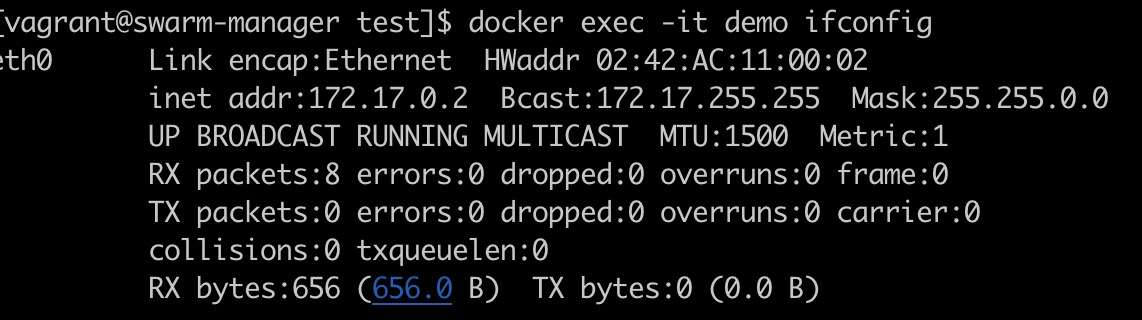 [vagrant@swarm-manager test]$ docker exec -it demo ifconfig
eth0      Link encap:Ethernet  HWaddr 02:42:AC:11:00:02
          inet addr:172.17.0.2  Bcast:172.17.255.255  Mask:255.255.0.0
          UP BROADCAST RUNNING MULTICAST  MTU:1500  Metric:1
          RX packets:8 errors:0 dropped:0 overruns:0 frame:0
          TX packets:0 errors:0 dropped:0 overruns:0 carrier:0
          collisions:0 txqueuelen:0
          RX bytes:656 (656.0 B)  TX bytes:0 (0.0 B)